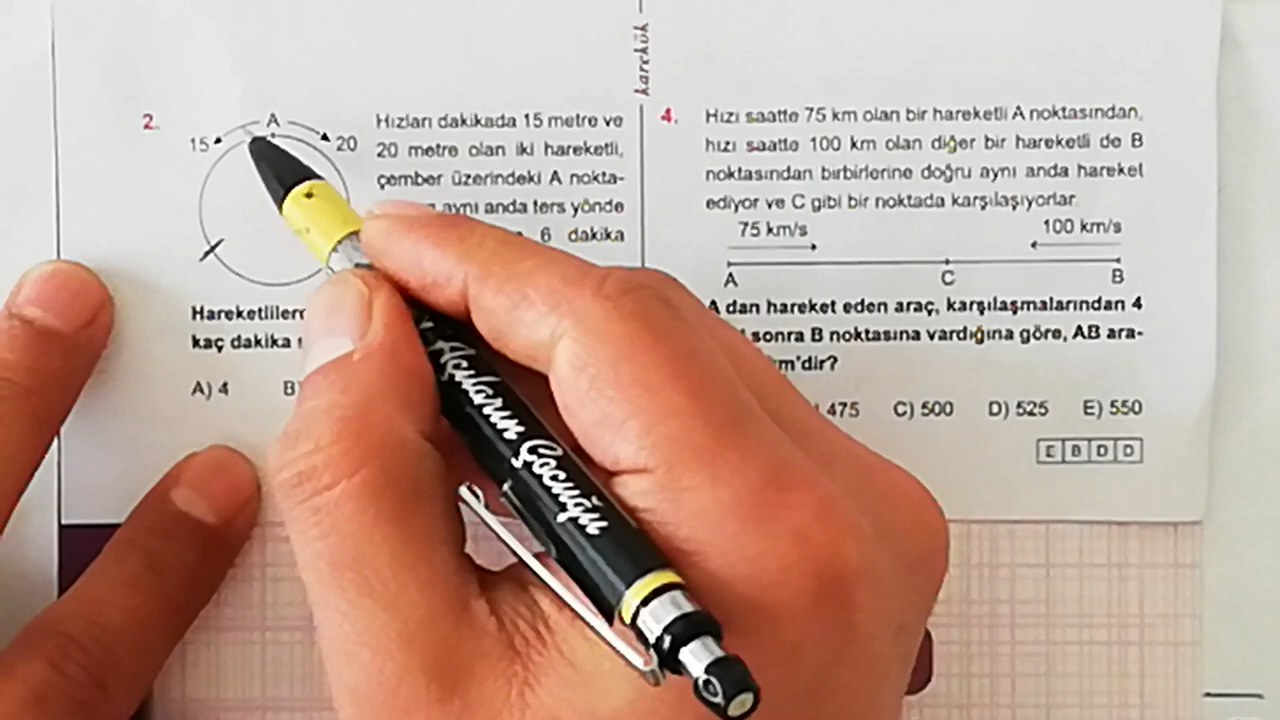 karekök
2.
A
15
20
Hızları dakikada 15 metre ve
20 metre olan iki hareketli,
çember üzerindeki A nokta-
aynı anda ters yönde
6 dakika
Hareketliler
kaç dakika
A) 4
B)
4.
Hızı saatte 75 km olan bir hareketli A noktasından,
hızı saatte 100 km olan diğer bir hareketli de B
noktasından birbirlerine doğru aynı anda hareket
ediyor ve C gibi bir noktada karşılaşıyorlar
75 km/s
100 km/s
A
C
B
A dan hareket eden araç, karşılaşmalarından 4
sonra B noktasına vardığına göre, AB ara-
m'dir?
475 C) 500 D) 525 E) 550
E B D D
Açıların Çocuğu